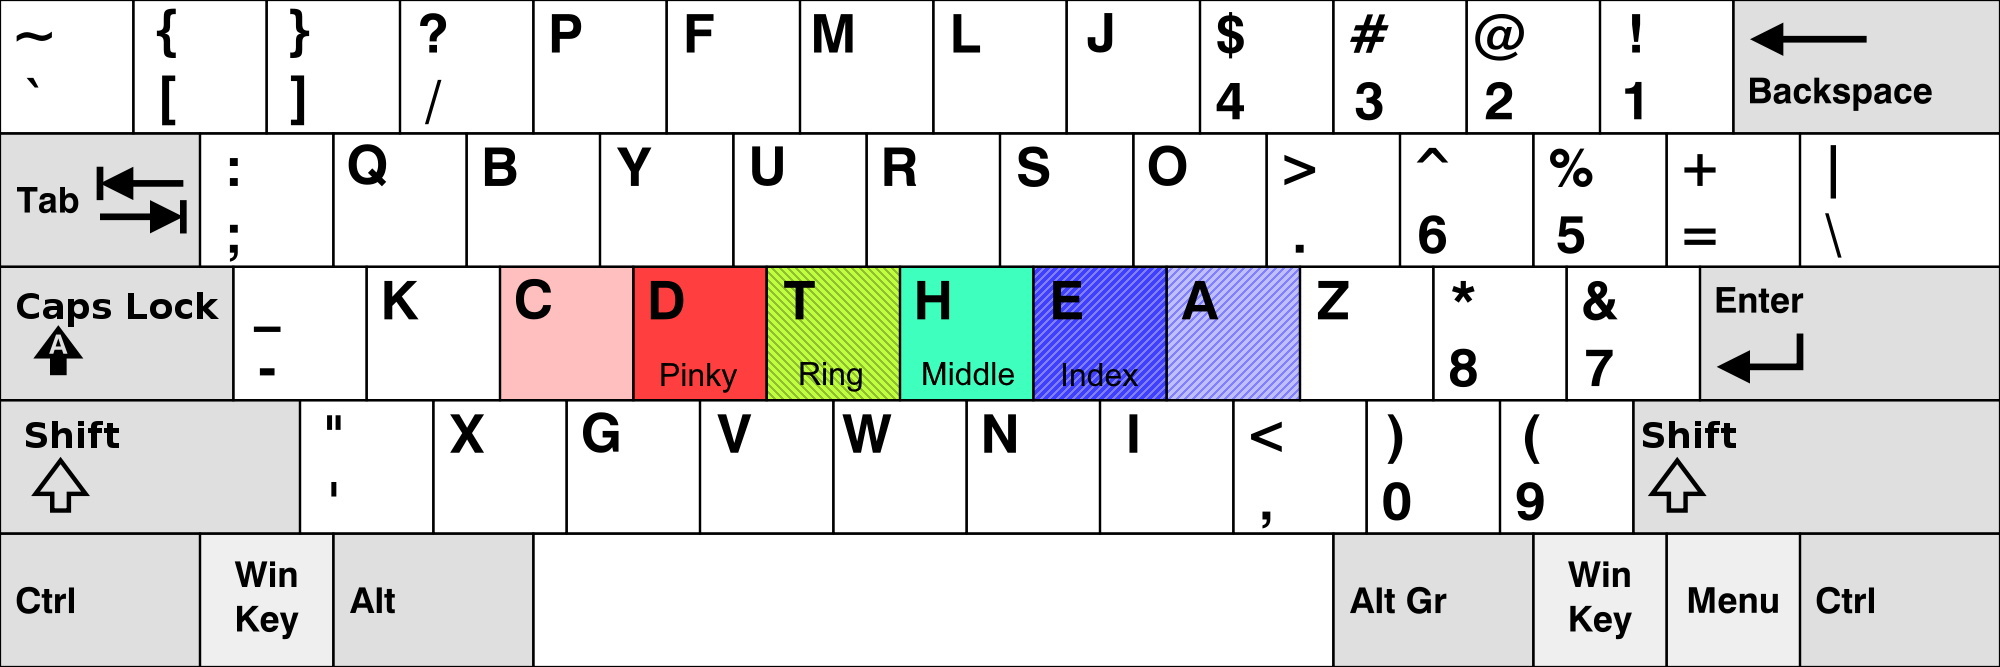 ~ { } ? P F M L J $ # @ !
` [ ] / 4 3 2 1 Backspace
Tab : Q B Y U R S O > ^ % + |
; . 6 5 = \
Caps Lock _ K C D T H E A Z * & Enter
A - Pinky Ring Middle Index 8 7
Shift " X G V W N I < ) ( Shift
' , 0 9
Ctrl Win Key Alt Alt Gr Win Key Menu Ctrl